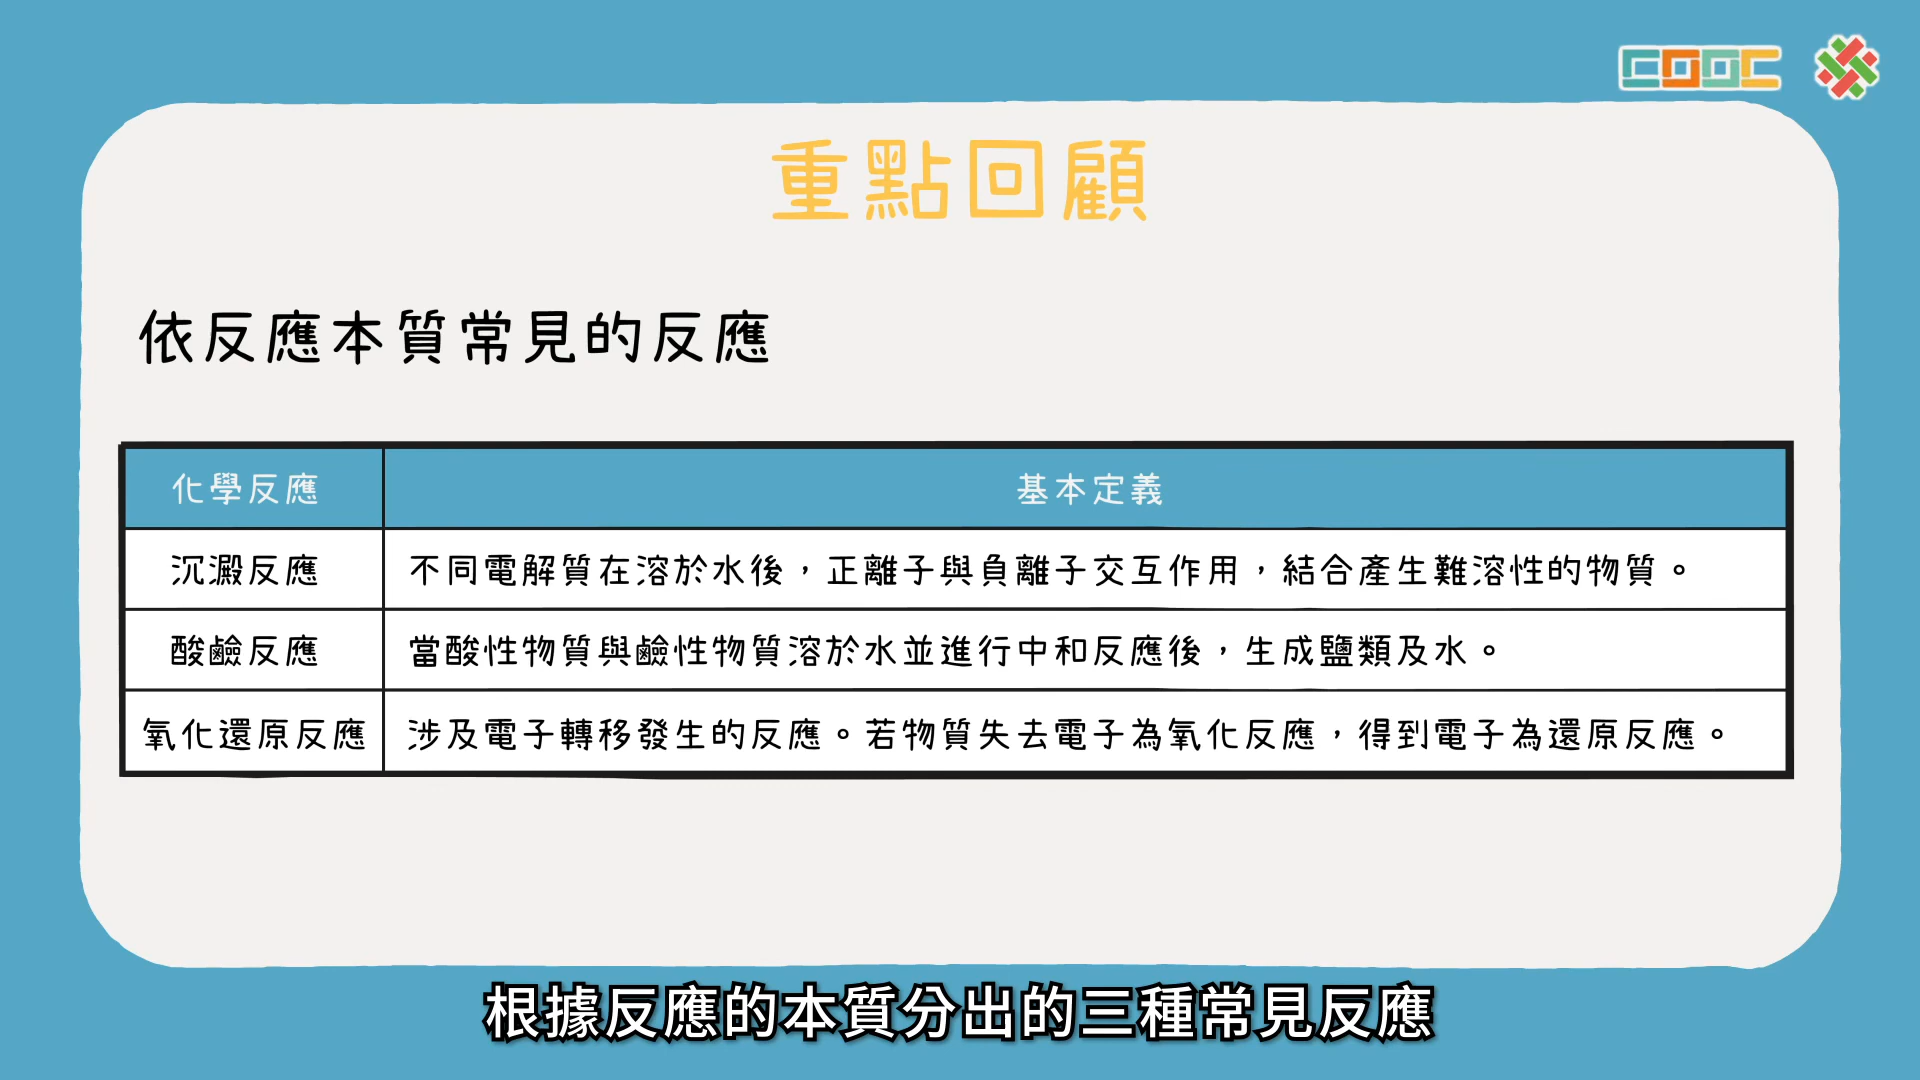 COOC
重點回顧
依反應本質常見的反應
化學反應 基本定義
沉澱反應 不同電解質在溶於水後，正離子與負離子交互作用，結合產生難溶性的物質。
酸鹼反應 當酸性物質與鹼性物質溶於水並進行中和反應後，生成鹽類及水。
氧化還原反應 涉及電子轉移發生的反應。若物質失去電子為氧化反應，得到電子為還原反應。
根據反應的本質分出的三種常見反應